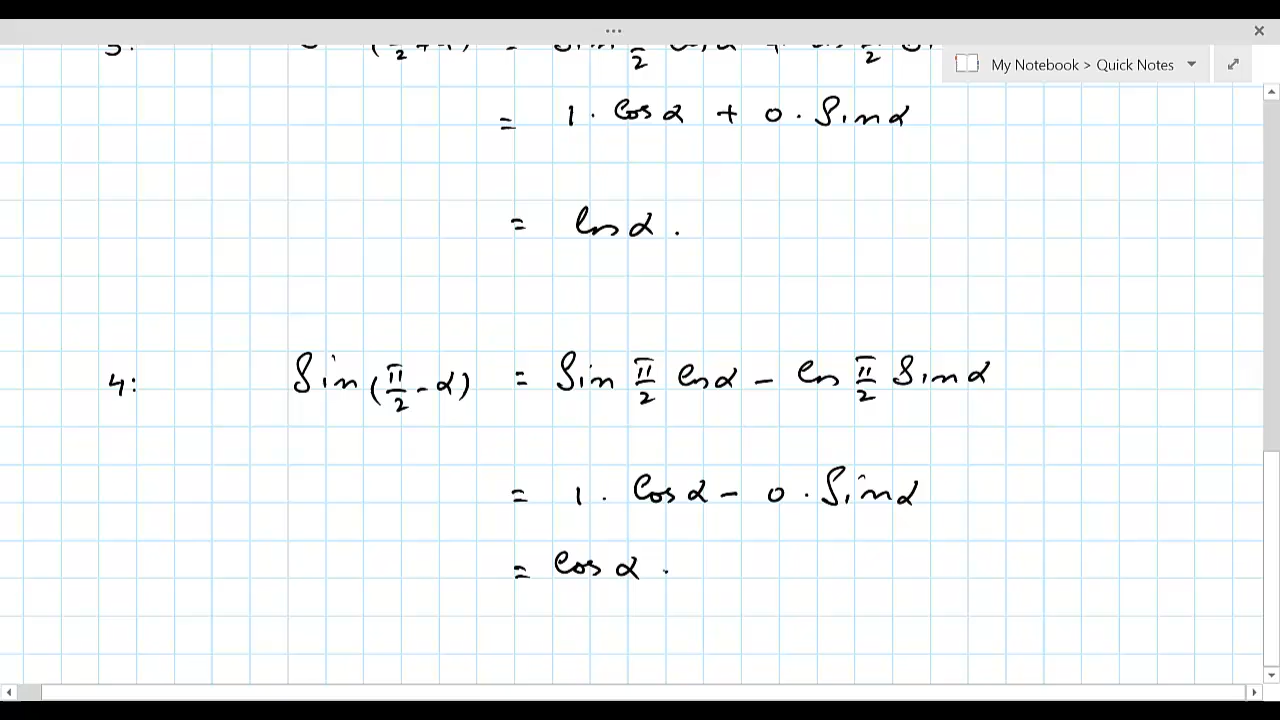 ...
My Notebook > Quick Notes
= 1 . Cos α + 0 . Sin α
= Cos α .
4: Sin (π/2 - α) = Sin π/2 Cos α - Cos π/2 Sin α
= 1 . Cos α - 0 . Sin α
= Cos α .